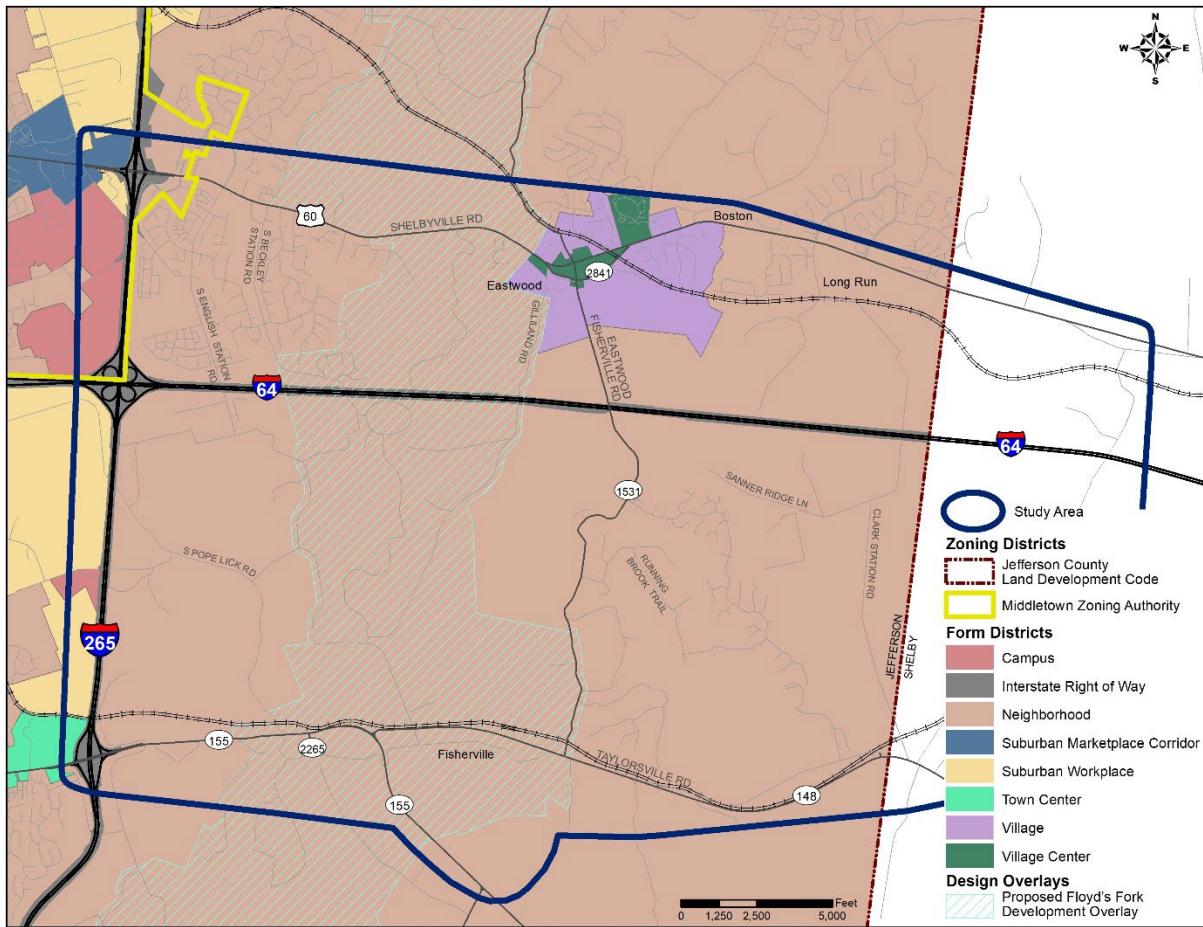 N
W
E
S
60
SHELBYVILLE RD
S BECKLEY
STATION RD
S ENGLISH STATION
RD
Boston
2841
Eastwood
Long Run
GILLILAND RD
EASTWOOD
FISHERVILLE RD
64
64
1531
SANNER RIDGE LN
CLARK STATION RD
S POPE LICK RD
RUNNING
BROOK TRAIL
265
JEFFERSON
SHELBY
155
2265
Fisherville
TAYLORSVILLE RD
148
155
Study Area
Zoning Districts
Jefferson County
Land Development Code
Middletown Zoning Authority
Form Districts
Campus
Interstate Right of Way
Neighborhood
Suburban Marketplace Corridor
Suburban Workplace
Town Center
Village
Village Center
Design Overlays
Proposed Floyd's Fork
Development Overlay
Feet
0 1,250 2,500 5,000